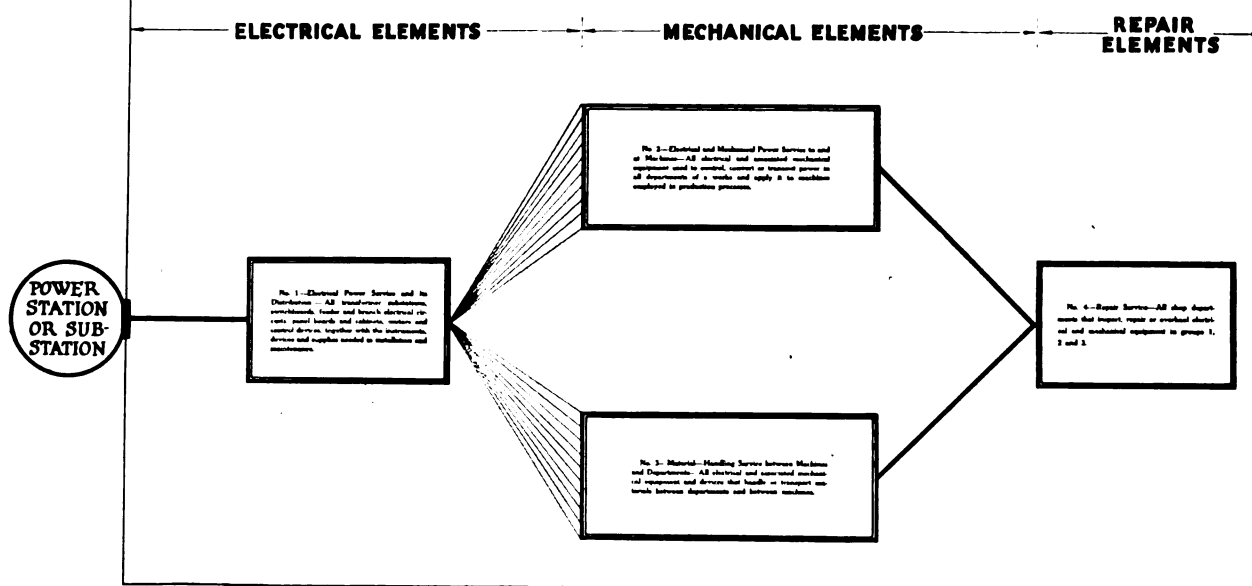 ELECTRICAL ELEMENTS
MECHANICAL ELEMENTS
REPAIR
ELEMENTS
No. 2—Electrical and Mechanical Power Service to and
at Machines—All electrical and associated mechanical
equipment used to control, convert or transmit power in
all departments of a works and apply it to machines
employed in production processes.
POWER
STATION
OR SUB-
STATION
No. 1—Electrical Power Service and its
Distribution — All transformer substations,
switchboards, feeder and branch electrical cir-
cuits, panel boards and cabinets, motors and
control devices, together with the instruments,
devices and supplies needed in installation and
maintenance.
No. 4—Repair Service—All shop depart-
ments that inspect, repair or overhaul electri-
cal and mechanical equipment in groups 1,
2 and 3.
No. 3—Material—Handling Service between Machines
and Departments—All electrical and associated mechan-
ical equipment and devices that handle or transport ma-
terials between departments and between machines.